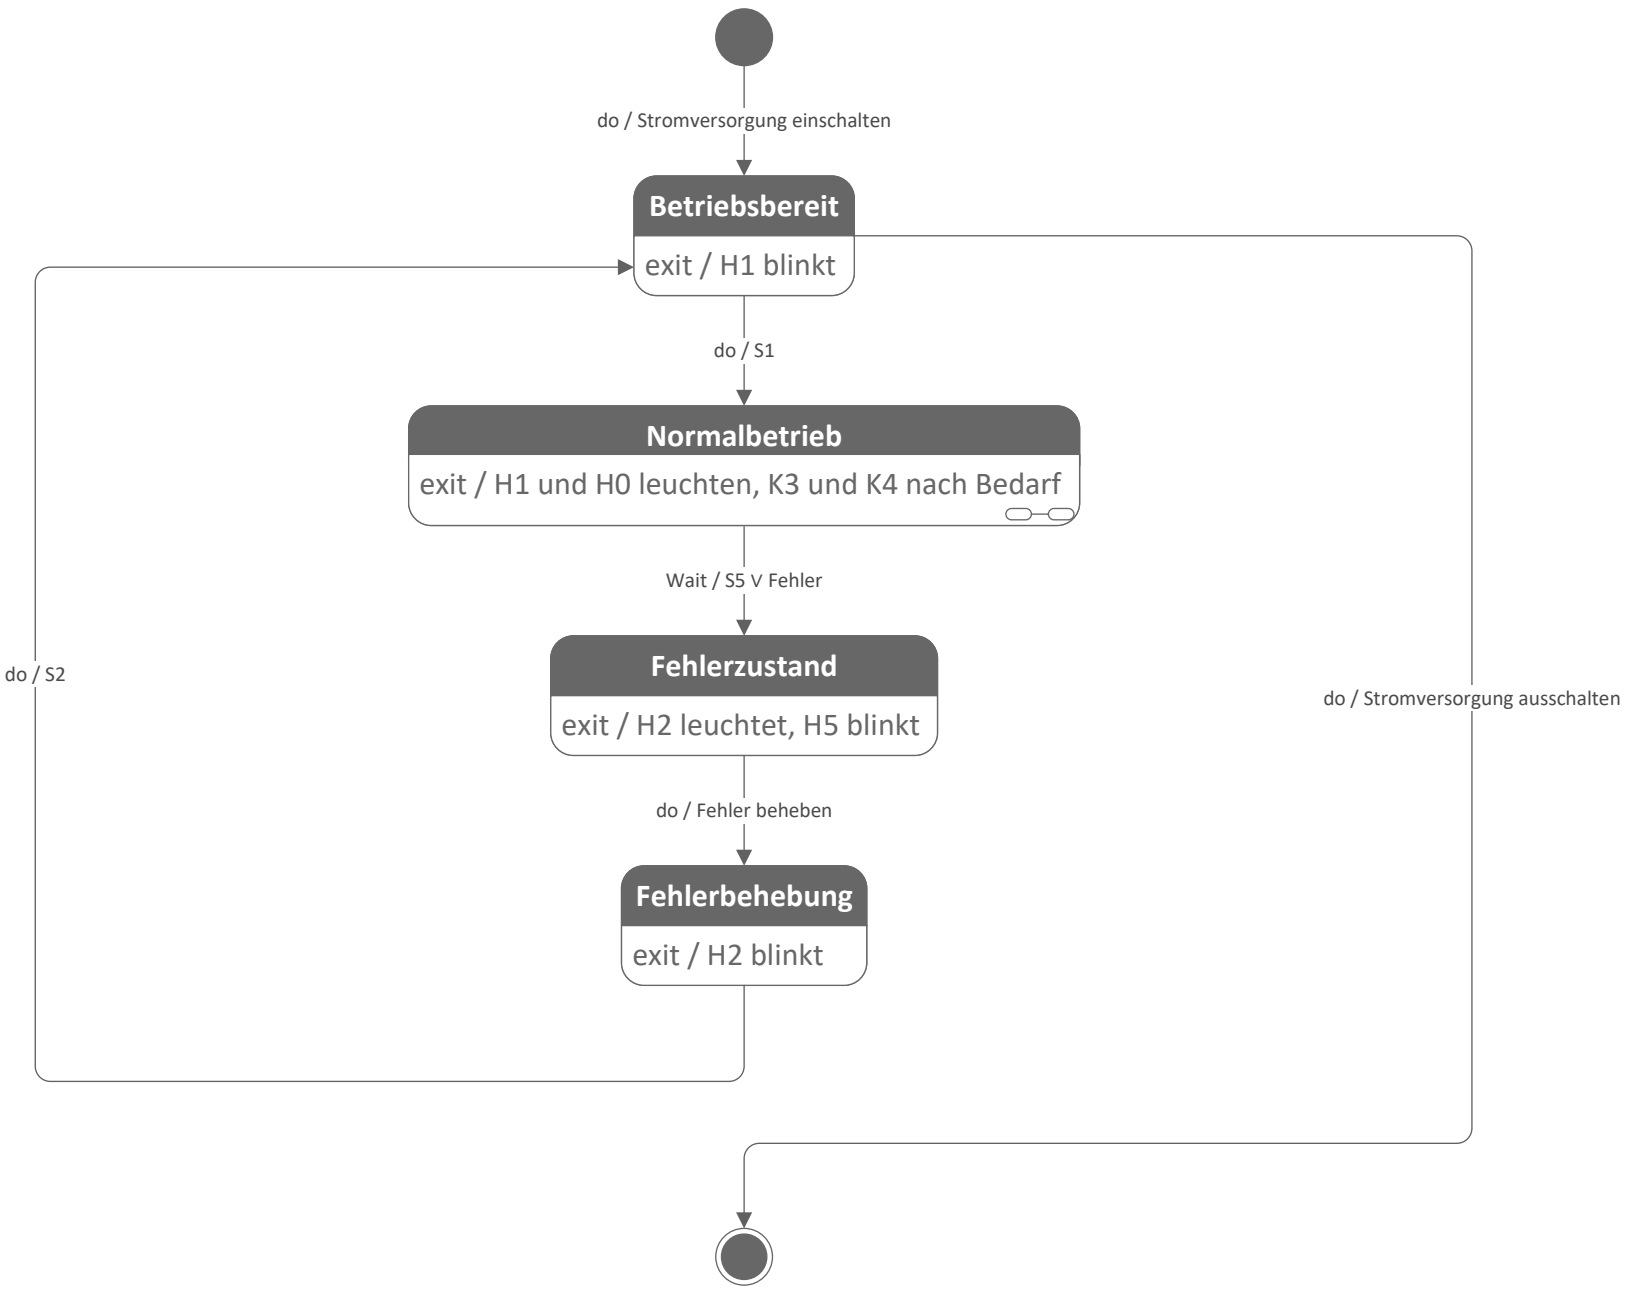 do / Stromversorgung einschalten
Betriebsbereit
exit / H1 blinkt
do / S1
Normalbetrieb
exit / H1 und H0 leuchten, K3 und K4 nach Bedarf
Wait / S5 ∨ Fehler
Fehlerzustand
exit / H2 leuchtet, H5 blinkt
do / S2
do / Stromversorgung ausschalten
do / Fehler beheben
Fehlerbehebung
exit / H2 blinkt